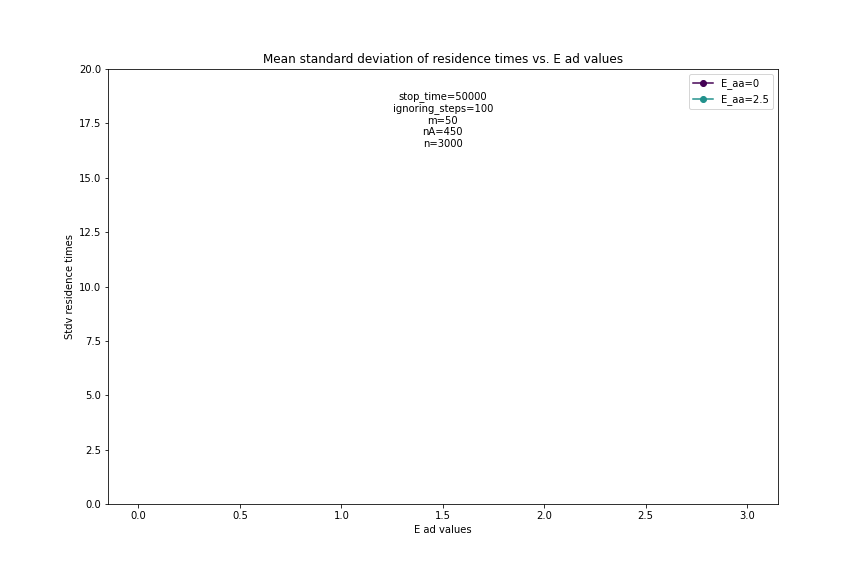 Mean standard deviation of residence times vs. E ad values
stop_time=50000
ignoring_steps=100
m=50
nA=450
n=3000
E_aa=0
E_aa=2.5
20.0
17.5
15.0
12.5
10.0
7.5
5.0
2.5
0.0
Stdv residence times
0.0 0.5 1.0 1.5 2.0 2.5 3.0
E ad values